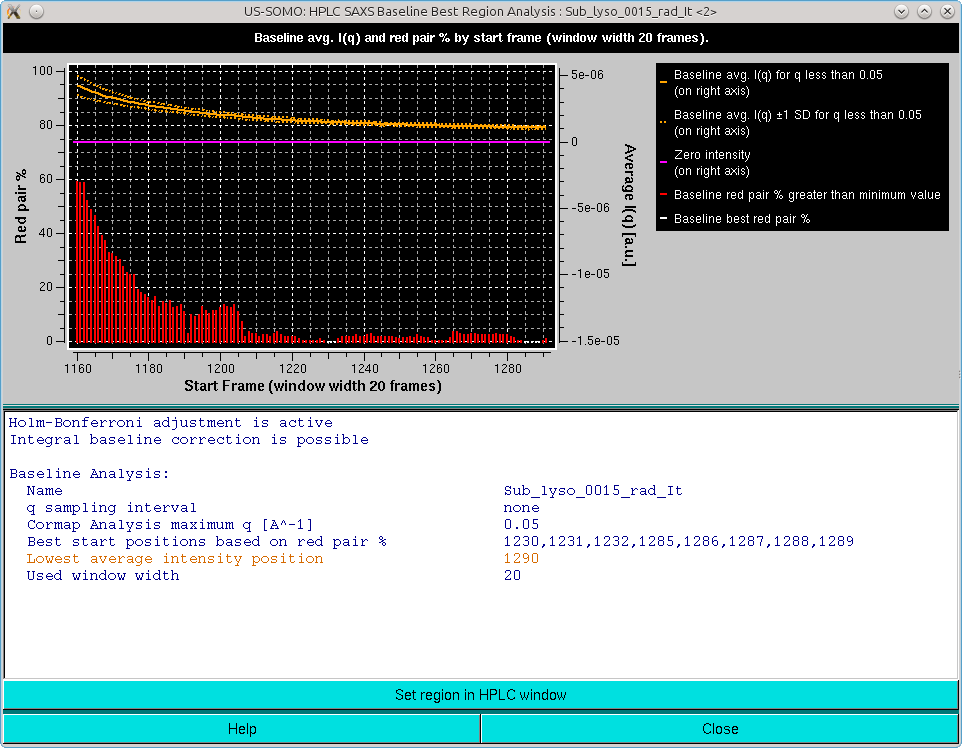 US-SOMO: HPLC SAXS Baseline Best Region Analysis : Sub_lyso_0015_rad_It <2>
Baseline avg. I(q) and red pair % by start frame (window width 20 frames).
100
80
60
40
20
0
Red pair %
5e-06
0
-5e-06
-1e-05
-1.5e-05
Average I(q) [a.u.]
1160
1180
1200
1220
1240
1260
1280
Start Frame (window width 20 frames)
Baseline avg. I(q) for q less than 0.05
(on right axis)
Baseline avg. I(q) ±1 SD for q less than 0.05
(on right axis)
Zero intensity
(on right axis)
Baseline red pair % greater than minimum value
Baseline best red pair %
Holm-Bonferroni adjustment is active
Integral baseline correction is possible
Baseline Analysis:
Name Sub_lyso_0015_rad_It
q sampling interval none
Cormap Analysis maximum q [A^-1] 0.05
Best start positions based on red pair % 1230,1231,1232,1285,1286,1287,1288,1289
Lowest average intensity position 1290
Used window width 20
Set region in HPLC window
Help
Close